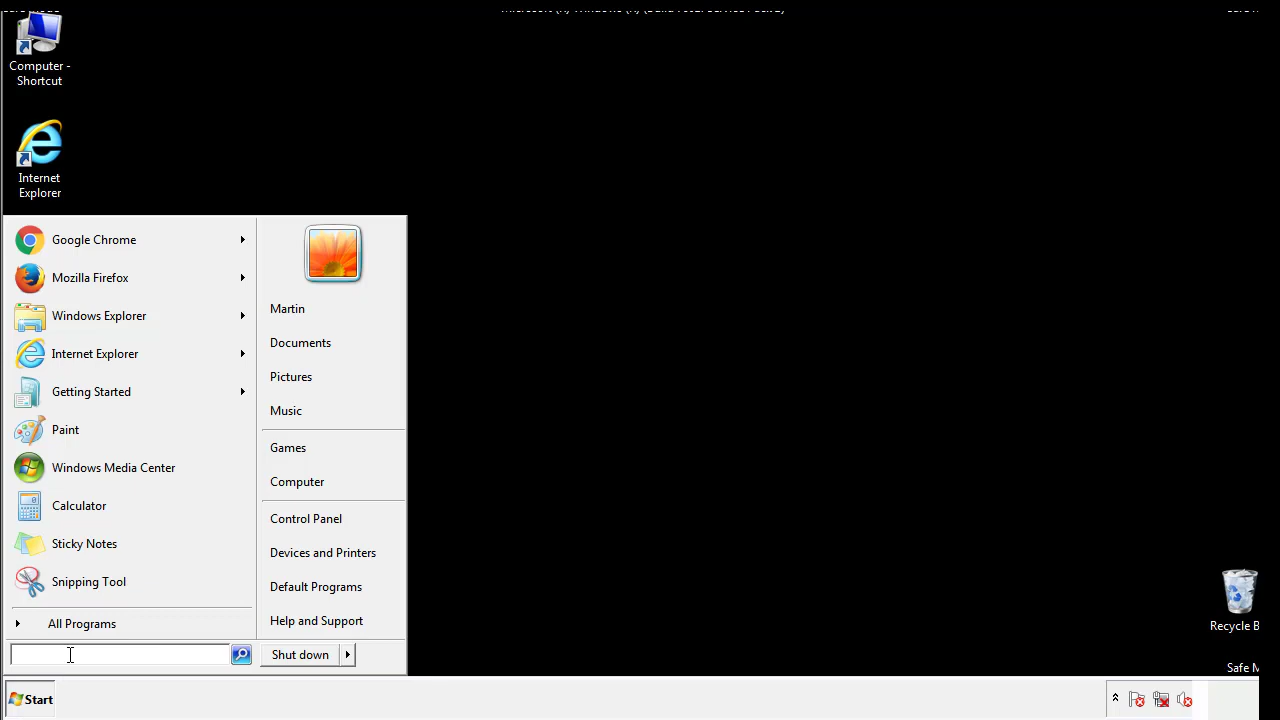 Computer -
Shortcut
Internet
Explorer
Google Chrome
Mozilla Firefox
Windows Explorer
Internet Explorer
Getting Started
Paint
Windows Media Center
Calculator
Sticky Notes
Snipping Tool
All Programs
Martin
Documents
Pictures
Music
Games
Computer
Control Panel
Devices and Printers
Default Programs
Help and Support
Shut down
Recycle B
Safe M
Start